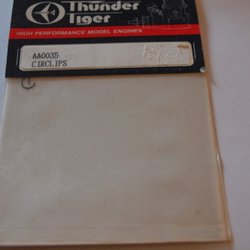 Thunder
Tiger
HIGH PERFORMANCE MODEL ENGINES
AA0035
CIRCLIPS